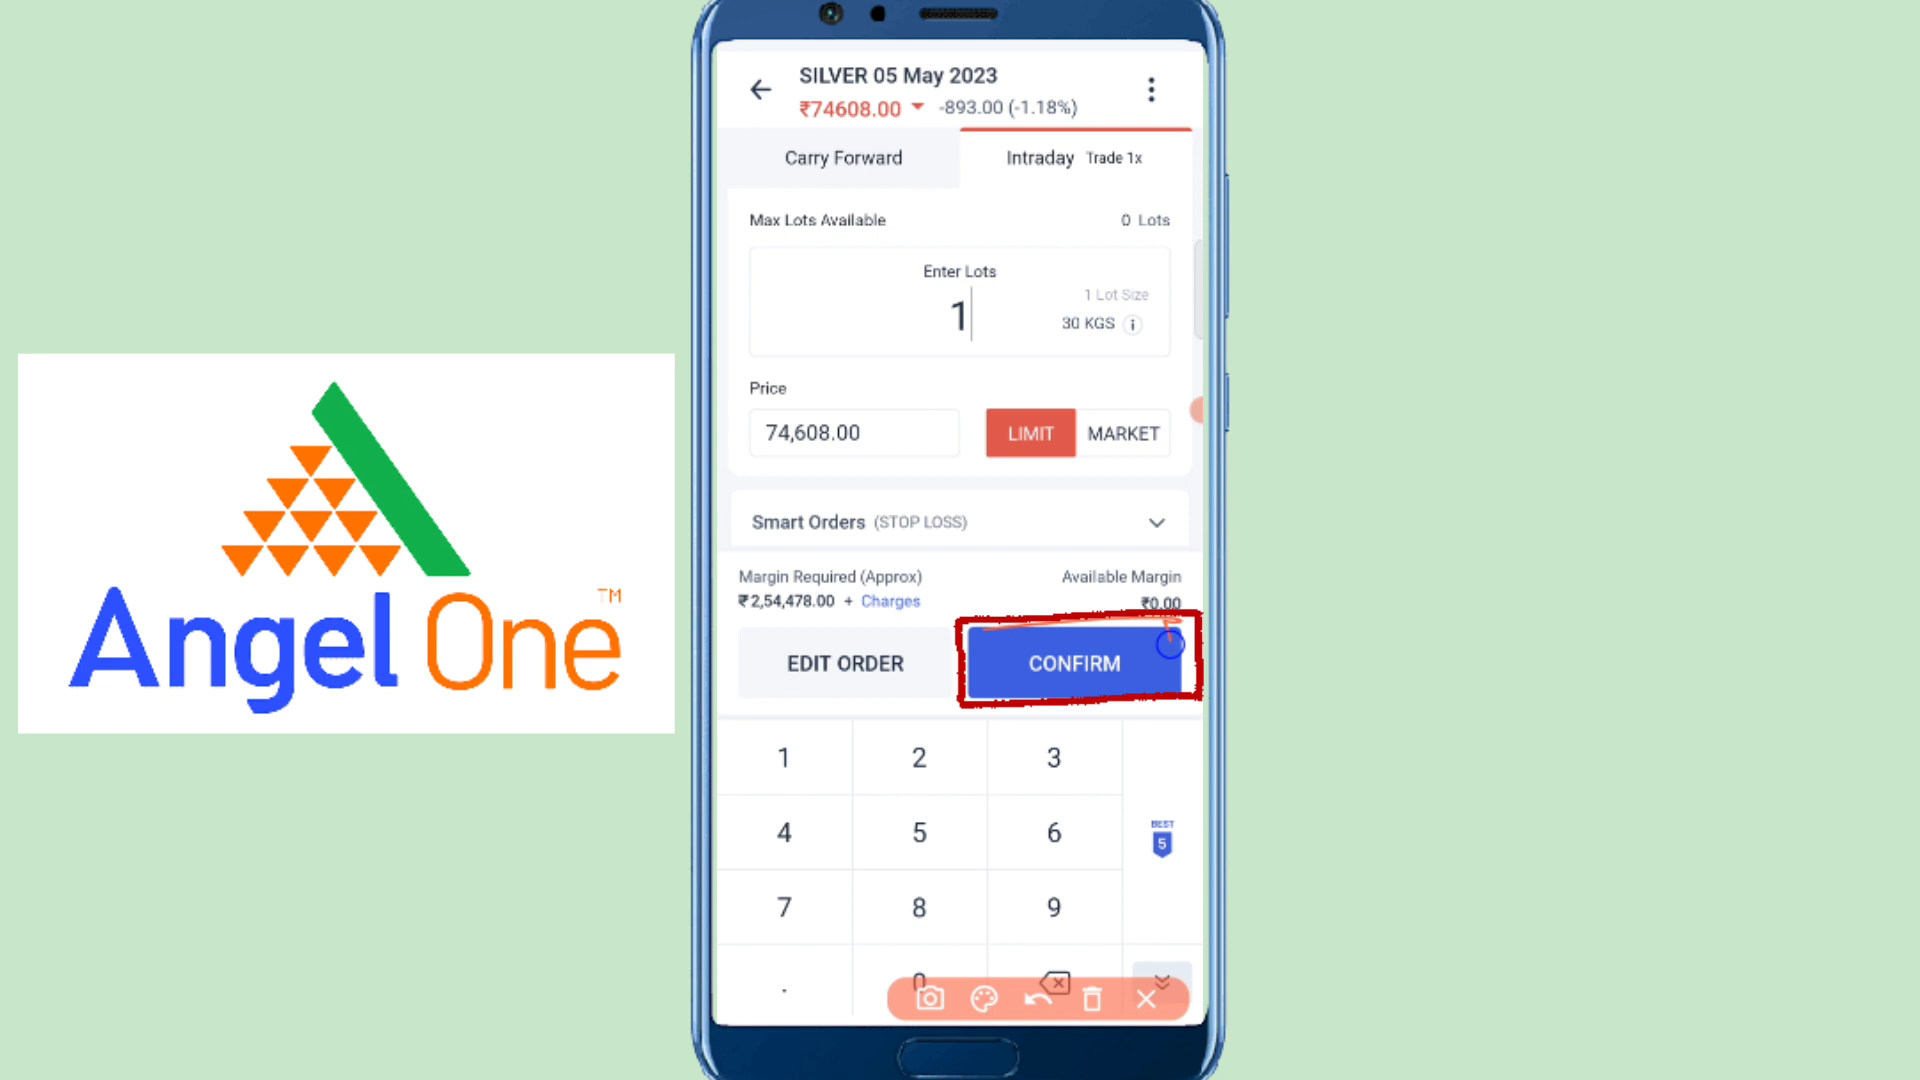 SILVER 05 May 2023
₹74608.00 -893.00 (-1.18%)
Carry Forward
Intraday Trade 1x
Max Lots Available 0 Lots
Enter Lots
1
1 Lot Size
30 KGS
Price
74,608.00
LIMIT
MARKET
Smart Orders (STOP LOSS)
Margin Required (Approx)
₹2,54,478.00 + Charges
Available Margin
₹0.00
EDIT ORDER
CONFIRM
1 2 3
4 5 6
BEST
5
7 8 9
. 0
Angel One TM